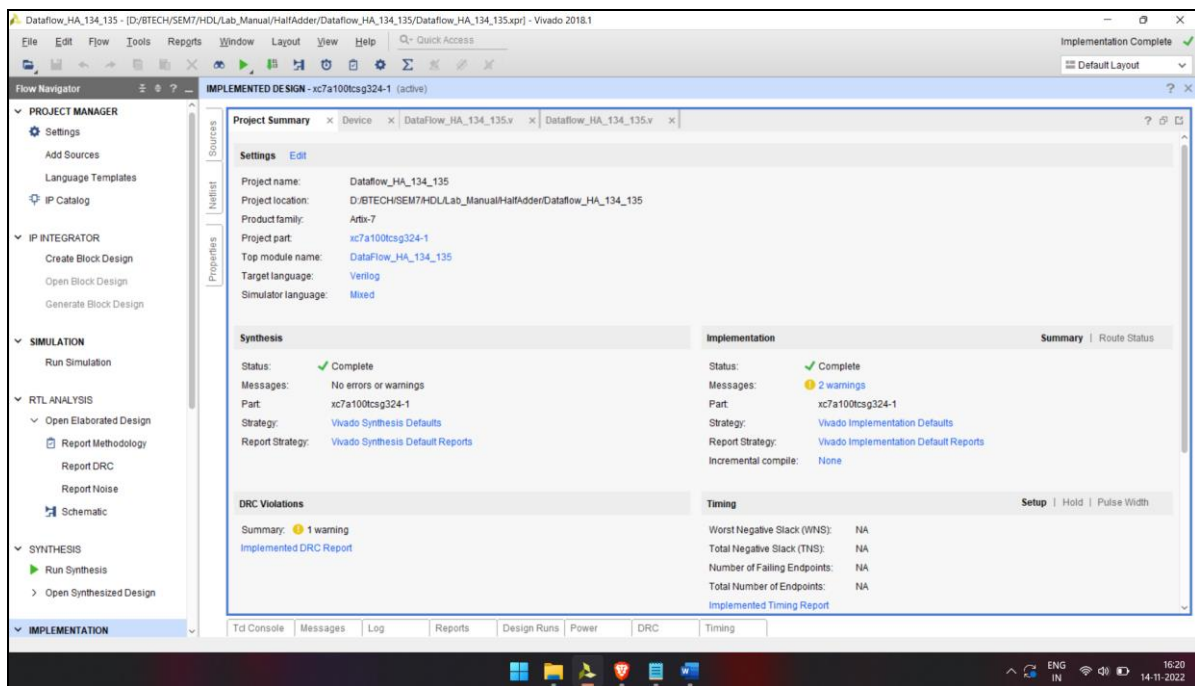 Dataflow_HA_134_135 - [D:/BTECH/SEM7/HDL/Lab_Manual/HalfAdder/Dataflow_HA_134_135/Dataflow_HA_134_135.xpr] - Vivado 2018.1
File Edit Flow Tools Reports Window Layout View Help Quick Access
Implementation Complete
Default Layout
Flow Navigator
IMPLEMENTED DESIGN - xc7a100tcsg324-1 (active)
PROJECT MANAGER
Settings
Add Sources
Language Templates
IP Catalog
IP INTEGRATOR
Create Block Design
Open Block Design
Generate Block Design
SIMULATION
Run Simulation
RTL ANALYSIS
Open Elaborated Design
Report Methodology
Report DRC
Report Noise
Schematic
SYNTHESIS
Run Synthesis
Open Synthesized Design
IMPLEMENTATION
Sources
Netlist
Properties
Project Summary Device DataFlow_HA_134_135.v Dataflow_HA_134_135.v
Settings Edit
Project name: Dataflow_HA_134_135
Project location: D:/BTECH/SEM7/HDL/Lab_Manual/HalfAdder/Dataflow_HA_134_135
Product family: Artix-7
Project part: xc7a100tcsg324-1
Top module name: DataFlow_HA_134_135
Target language: Verilog
Simulator language: Mixed
Synthesis
Status: Complete
Messages: No errors or warnings
Part: xc7a100tcsg324-1
Strategy: Vivado Synthesis Defaults
Report Strategy: Vivado Synthesis Default Reports
Implementation Summary | Route Status
Status: Complete
Messages: 2 warnings
Part: xc7a100tcsg324-1
Strategy: Vivado Implementation Defaults
Report Strategy: Vivado Implementation Default Reports
Incremental compile: None
DRC Violations
Summary: 1 warning
Implemented DRC Report
Timing Setup | Hold | Pulse Width
Worst Negative Slack (WNS): NA
Total Negative Slack (TNS): NA
Number of Failing Endpoints: NA
Total Number of Endpoints: NA
Implemented Timing Report
Tcl Console Messages Log Reports Design Runs Power DRC Timing
ENG
IN
16:20
14-11-2022